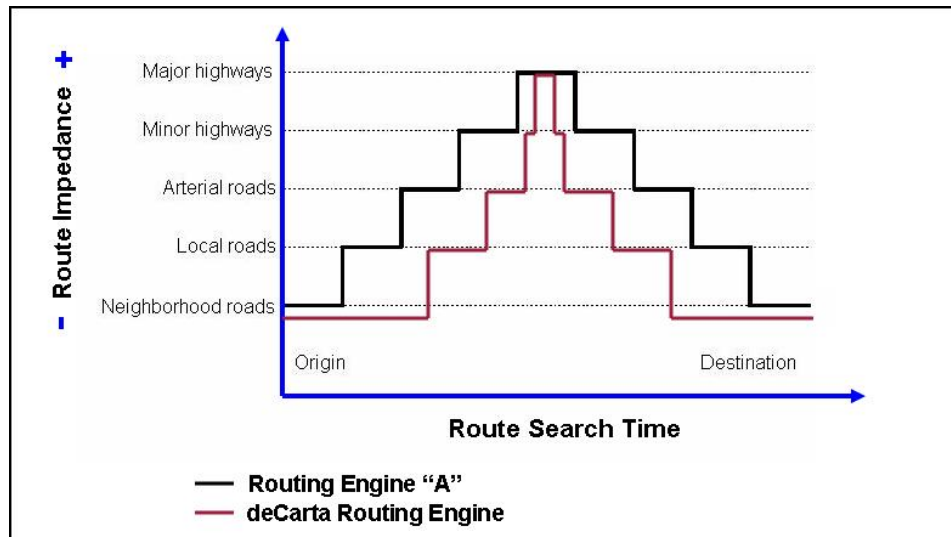 +
Route Impedance
-
Major highways
Minor highways
Arterial roads
Local roads
Neighborhood roads
Origin
Destination
Route Search Time
Routing Engine “A”
deCarta Routing Engine